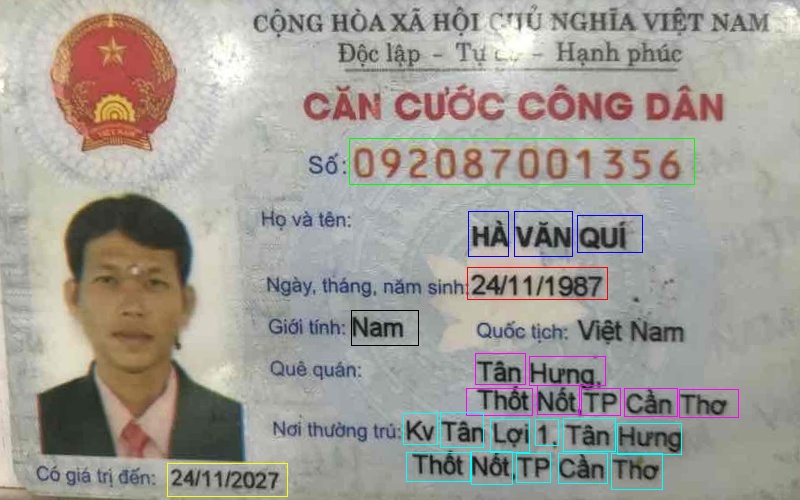 CỘNG HÒA XÃ HỘI CHỦ NGHĨA VIỆT NAM
Độc lập - Tự do - Hạnh phúc
CĂN CƯỚC CÔNG DÂN
Số: 092087001356
Họ và tên:
HÀ VĂN QUÍ
Ngày, tháng, năm sinh: 24/11/1987
Giới tính: Nam Quốc tịch: Việt Nam
Quê quán: Tân Hưng,
Thốt Nốt, TP Cần Thơ
Nơi thường trú: Kv Tân Lợi 1, Tân Hưng
Thốt Nốt, TP Cần Thơ
Có giá trị đến: 24/11/2027
VIỆT NAM